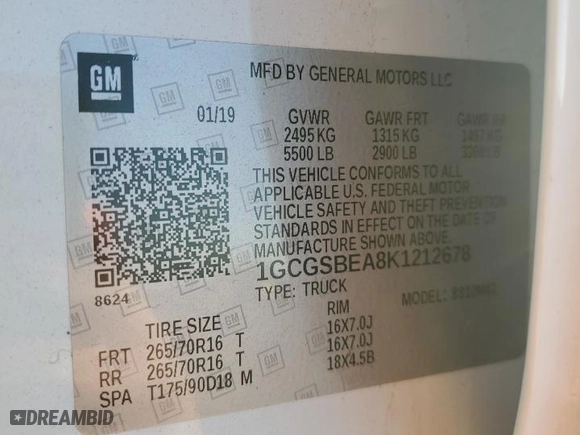 GM
MFD BY GENERAL MOTORS LLC
01/19
GVWR GAWR FRT GAWR RR
2495 KG 1315 KG
5500 LB 2900 LB
THIS VEHICLE CONFORMS TO ALL
APPLICABLE U.S. FEDERAL MOTOR
VEHICLE SAFETY AND THEFT PREVENTION
STANDARDS IN EFFECT ON THE DATE OF
MANUFACTURE SHOWN ABOVE.
1GCGSBEA8K1212678
8624
TYPE: TRUCK MODEL:
TIRE SIZE RIM
FRT 265/70R16 T 16X7.0J
RR 265/70R16 T 16X7.0J
SPA T175/90D18 M 18X4.5B
DREAMBID